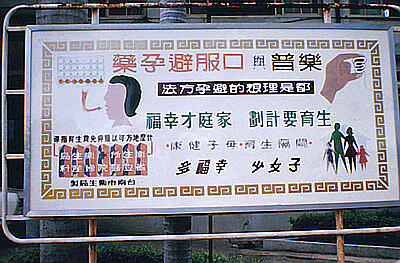 樂普 與 口服避孕藥
都是理想的避孕方法
生育要計劃 家庭才幸福
間隔育生·母子健康
子女少 幸福多
台南市衛生局製